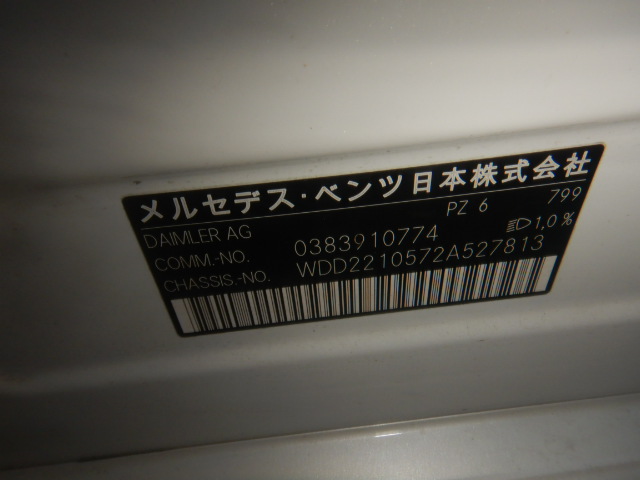 メルセデス・ベンツ日本株式会社
DAIMLER AG PZ 6 799
COMM.-NO. 0383910774 1,0%
CHASSIS.-NO. WDD2210572A527813